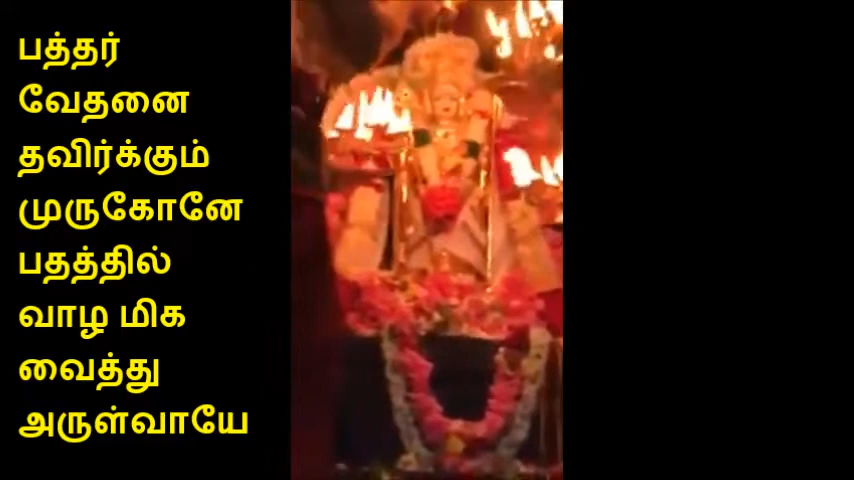 பத்தர்
வேதனை
தவிர்க்கும்
முருகோனே
பதத்தில்
வாழ மிக
வைத்து
அருள்வாயே